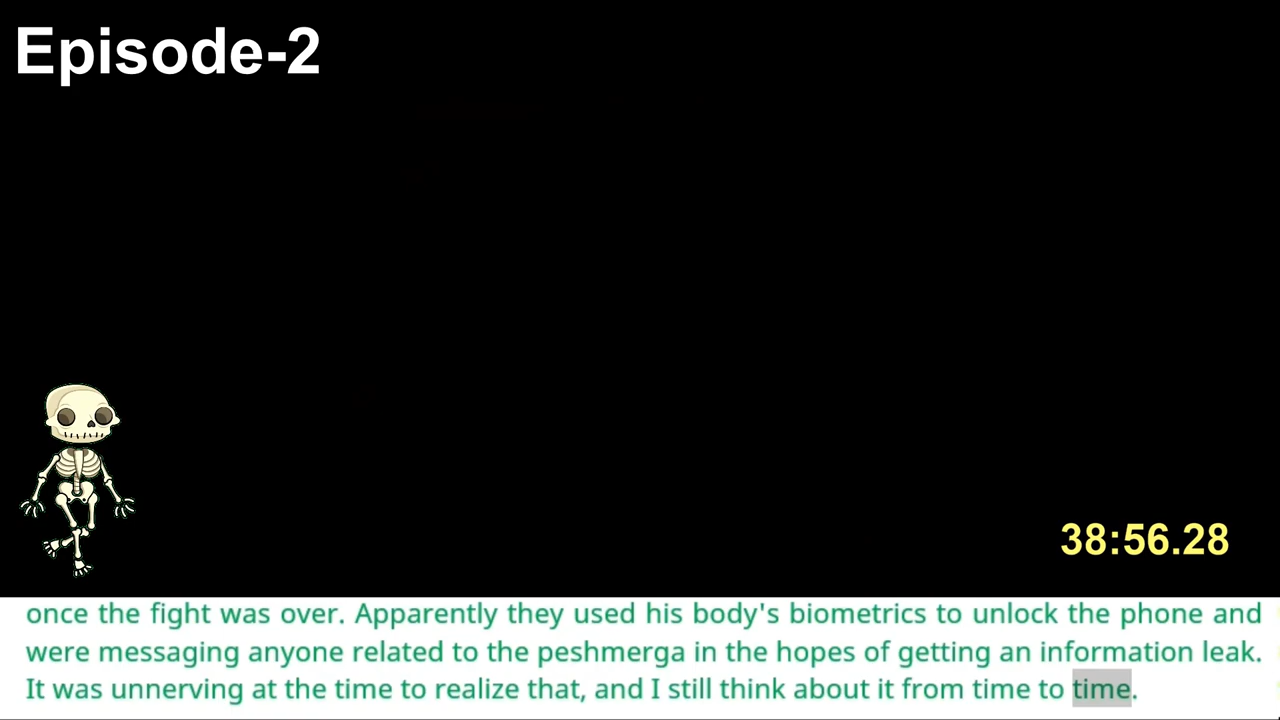 Episode-2
38:56.28
once the fight was over. Apparently they used his body's biometrics to unlock the phone and
were messaging anyone related to the peshmerga in the hopes of getting an information leak.
It was unnerving at the time to realize that, and I still think about it from time to time.